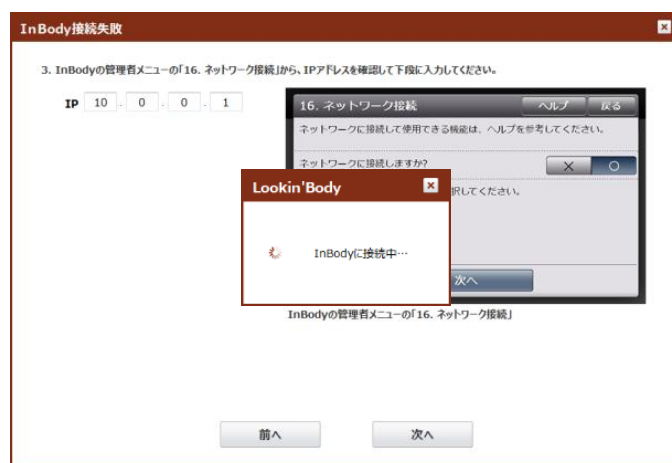 InBody接続失敗
3. InBodyの管理者メニューの「16. ネットワーク接続」から、IPアドレスを確認して下段に入力してください。
IP 10 . 0 . 0 . 1
16. ネットワーク接続
ヘルプ
戻る
ネットワークに接続して使用できる機能は、ヘルプを参考してください。
ネットワークに接続しますか?
X O
択してください。
Lookin'Body
InBodyに接続中…
次へ
InBodyの管理者メニューの「16. ネットワーク接続」
前へ
次へ